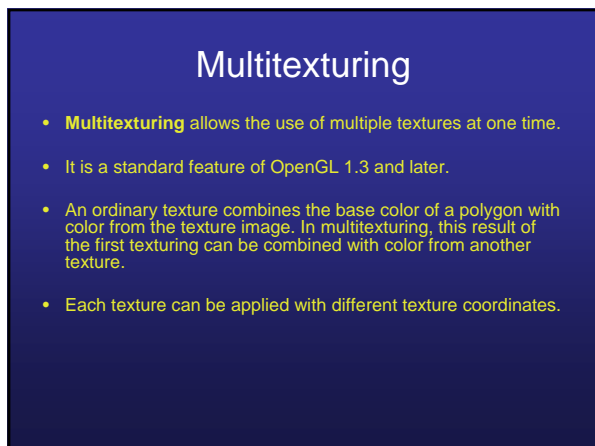 Multitexturing
• Multitexturing allows the use of multiple textures at one time.
• It is a standard feature of OpenGL 1.3 and later.
• An ordinary texture combines the base color of a polygon with
color from the texture image. In multitexturing, this result of
the first texturing can be combined with color from another
texture.
• Each texture can be applied with different texture coordinates.